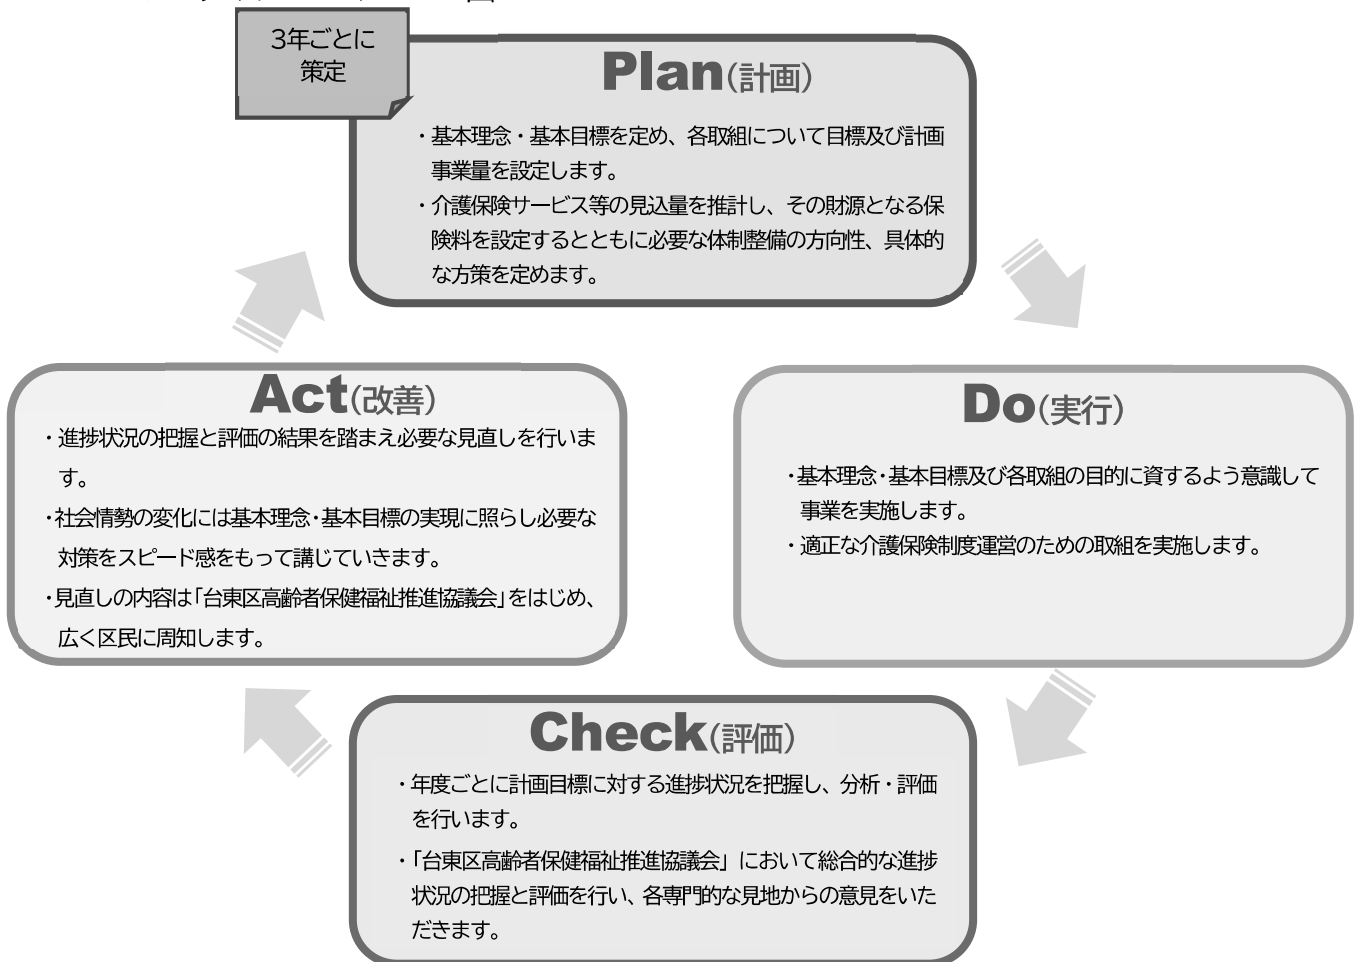 3年ごとに
策定
Plan(計画)
・基本理念・基本目標を定め、各取組について目標及び計画
事業量を設定します。
・介護保険サービス等の見込量を推計し、その財源となる保
険料を設定するとともに必要な体制整備の方向性、具体的
な方策を定めます。
Act(改善)
・進捗状況の把握と評価の結果を踏まえ必要な見直しを行いま
す。
・社会情勢の変化には基本理念・基本目標の実現に照らし必要な
対策をスピード感をもって講じていきます。
・見直しの内容は「台東区高齢者保健福祉推進協議会」をはじめ、
広く区民に周知します。
Do(実行)
・基本理念・基本目標及び各取組の目的に資するよう意識して
事業を実施します。
・適正な介護保険制度運営のための取組を実施します。
Check(評価)
・年度ごとに計画目標に対する進捗状況を把握し、分析・評価
を行います。
・「台東区高齢者保健福祉推進協議会」において総合的な進捗
状況の把握と評価を行い、各専門的な見地からの意見をいた
だきます。